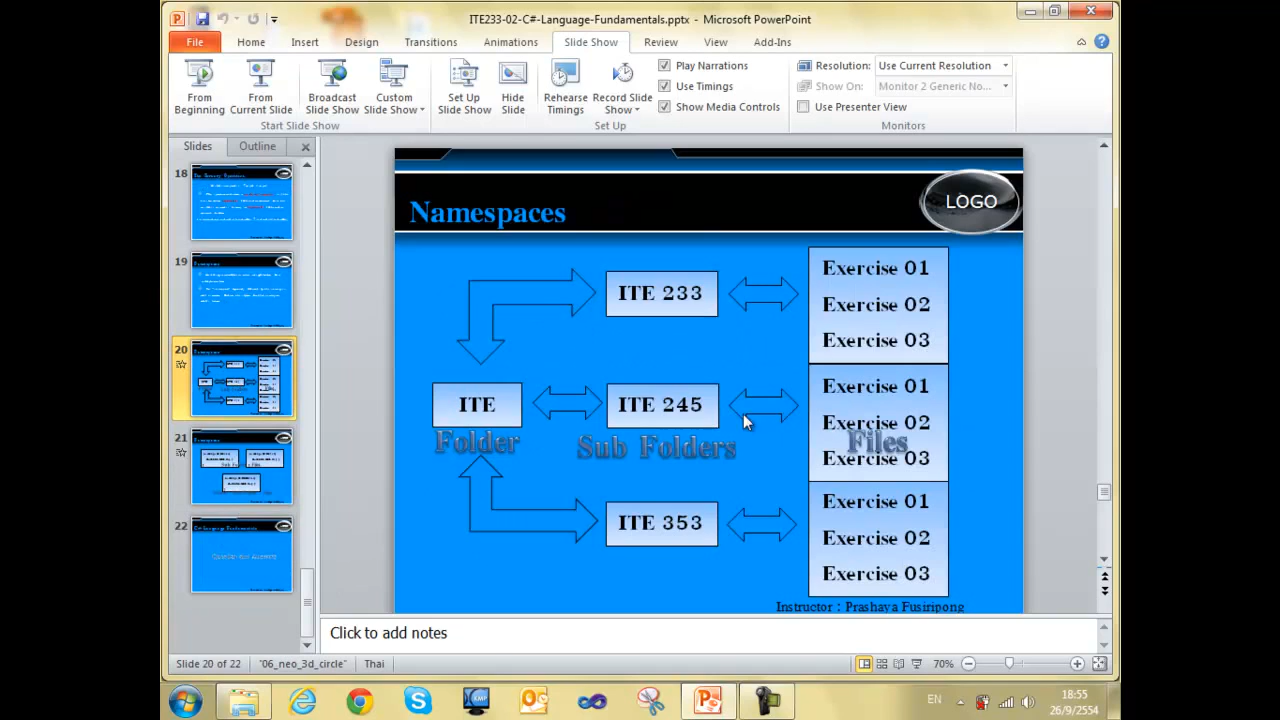 ITE233-02-C#-Language-Fundamentals.pptx - Microsoft PowerPoint
File Home Insert Design Transitions Animations Slide Show Review View Add-Ins
From Beginning
From Current Slide
Broadcast Slide Show
Custom Slide Show
Set Up Slide Show
Hide Slide
Rehearse Timings
Record Slide Show
Play Narrations
Use Timings
Show Media Controls
Resolution: Use Current Resolution
Show On: Monitor 2 Generic No...
Use Presenter View
Start Slide Show
Set Up
Monitors
Slides Outline
18
19
20
21
22
Namespaces
LOGO
ITE 233
Exercise 01
Exercise 02
Exercise 03
ITE
ITE 245
Folder
Sub Folders
Exercise 01
Exercise 02
Files
Exercise 03
ITE 353
Exercise 01
Exercise 02
Exercise 03
Instructor : Prashaya Fusiripong
Click to add notes
Slide 20 of 22 "06_neo_3d_circle" Thai 70%
EN
18:55
26/9/2554